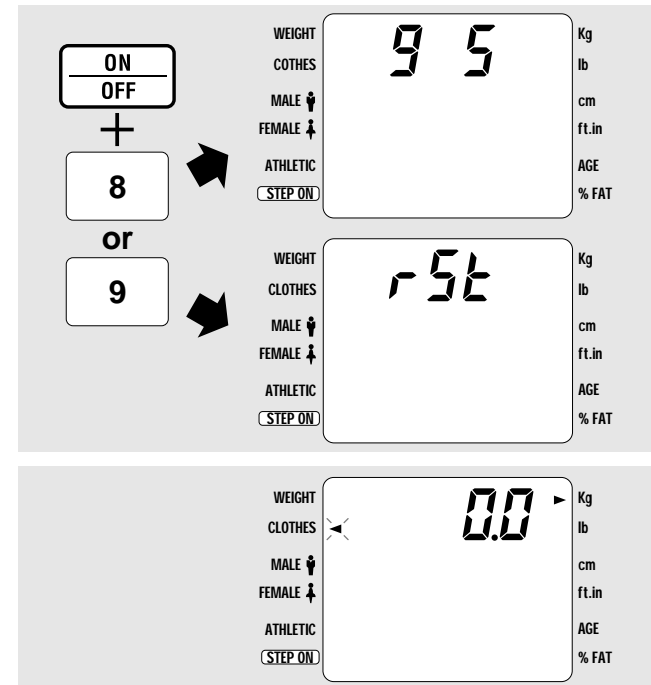 ON
OFF
+
8
or
9
WEIGHT 9 5 Kg
COTHES lb
MALE cm
FEMALE ft.in
ATHLETIC AGE
STEP ON % FAT
WEIGHT rSt Kg
CLOTHES lb
MALE cm
FEMALE ft.in
ATHLETIC AGE
STEP ON % FAT
WEIGHT 0.0 Kg
CLOTHES lb
MALE cm
FEMALE ft.in
ATHLETIC AGE
STEP ON % FAT